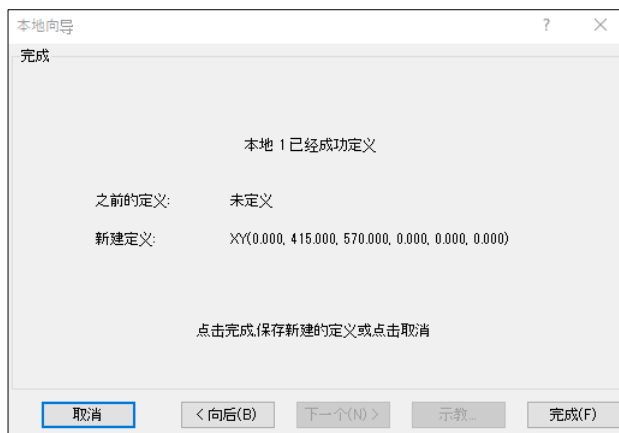 本地向导 ? ×
完成
本地 1 已经成功定义
之前的定义: 未定义
新建定义: XY(0.000, 415.000, 570.000, 0.000, 0.000, 0.000)
点击完成,保存新建的定义或点击取消
取消 < 向后(B) 下一个(N) > 示教... 完成(F)